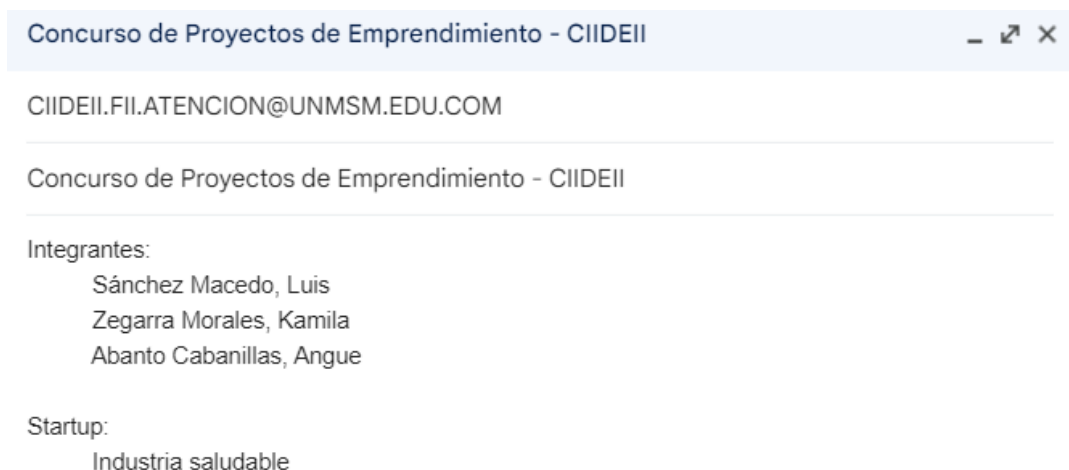 Concurso de Proyectos de Emprendimiento - CIIDEII
CIIDEII.FII.ATENCION@UNMSM.EDU.COM
Concurso de Proyectos de Emprendimiento - CIIDEII
Integrantes:
Sánchez Macedo, Luis
Zegarra Morales, Kamila
Abanto Cabanillas, Angue
Startup:
Industria saludable